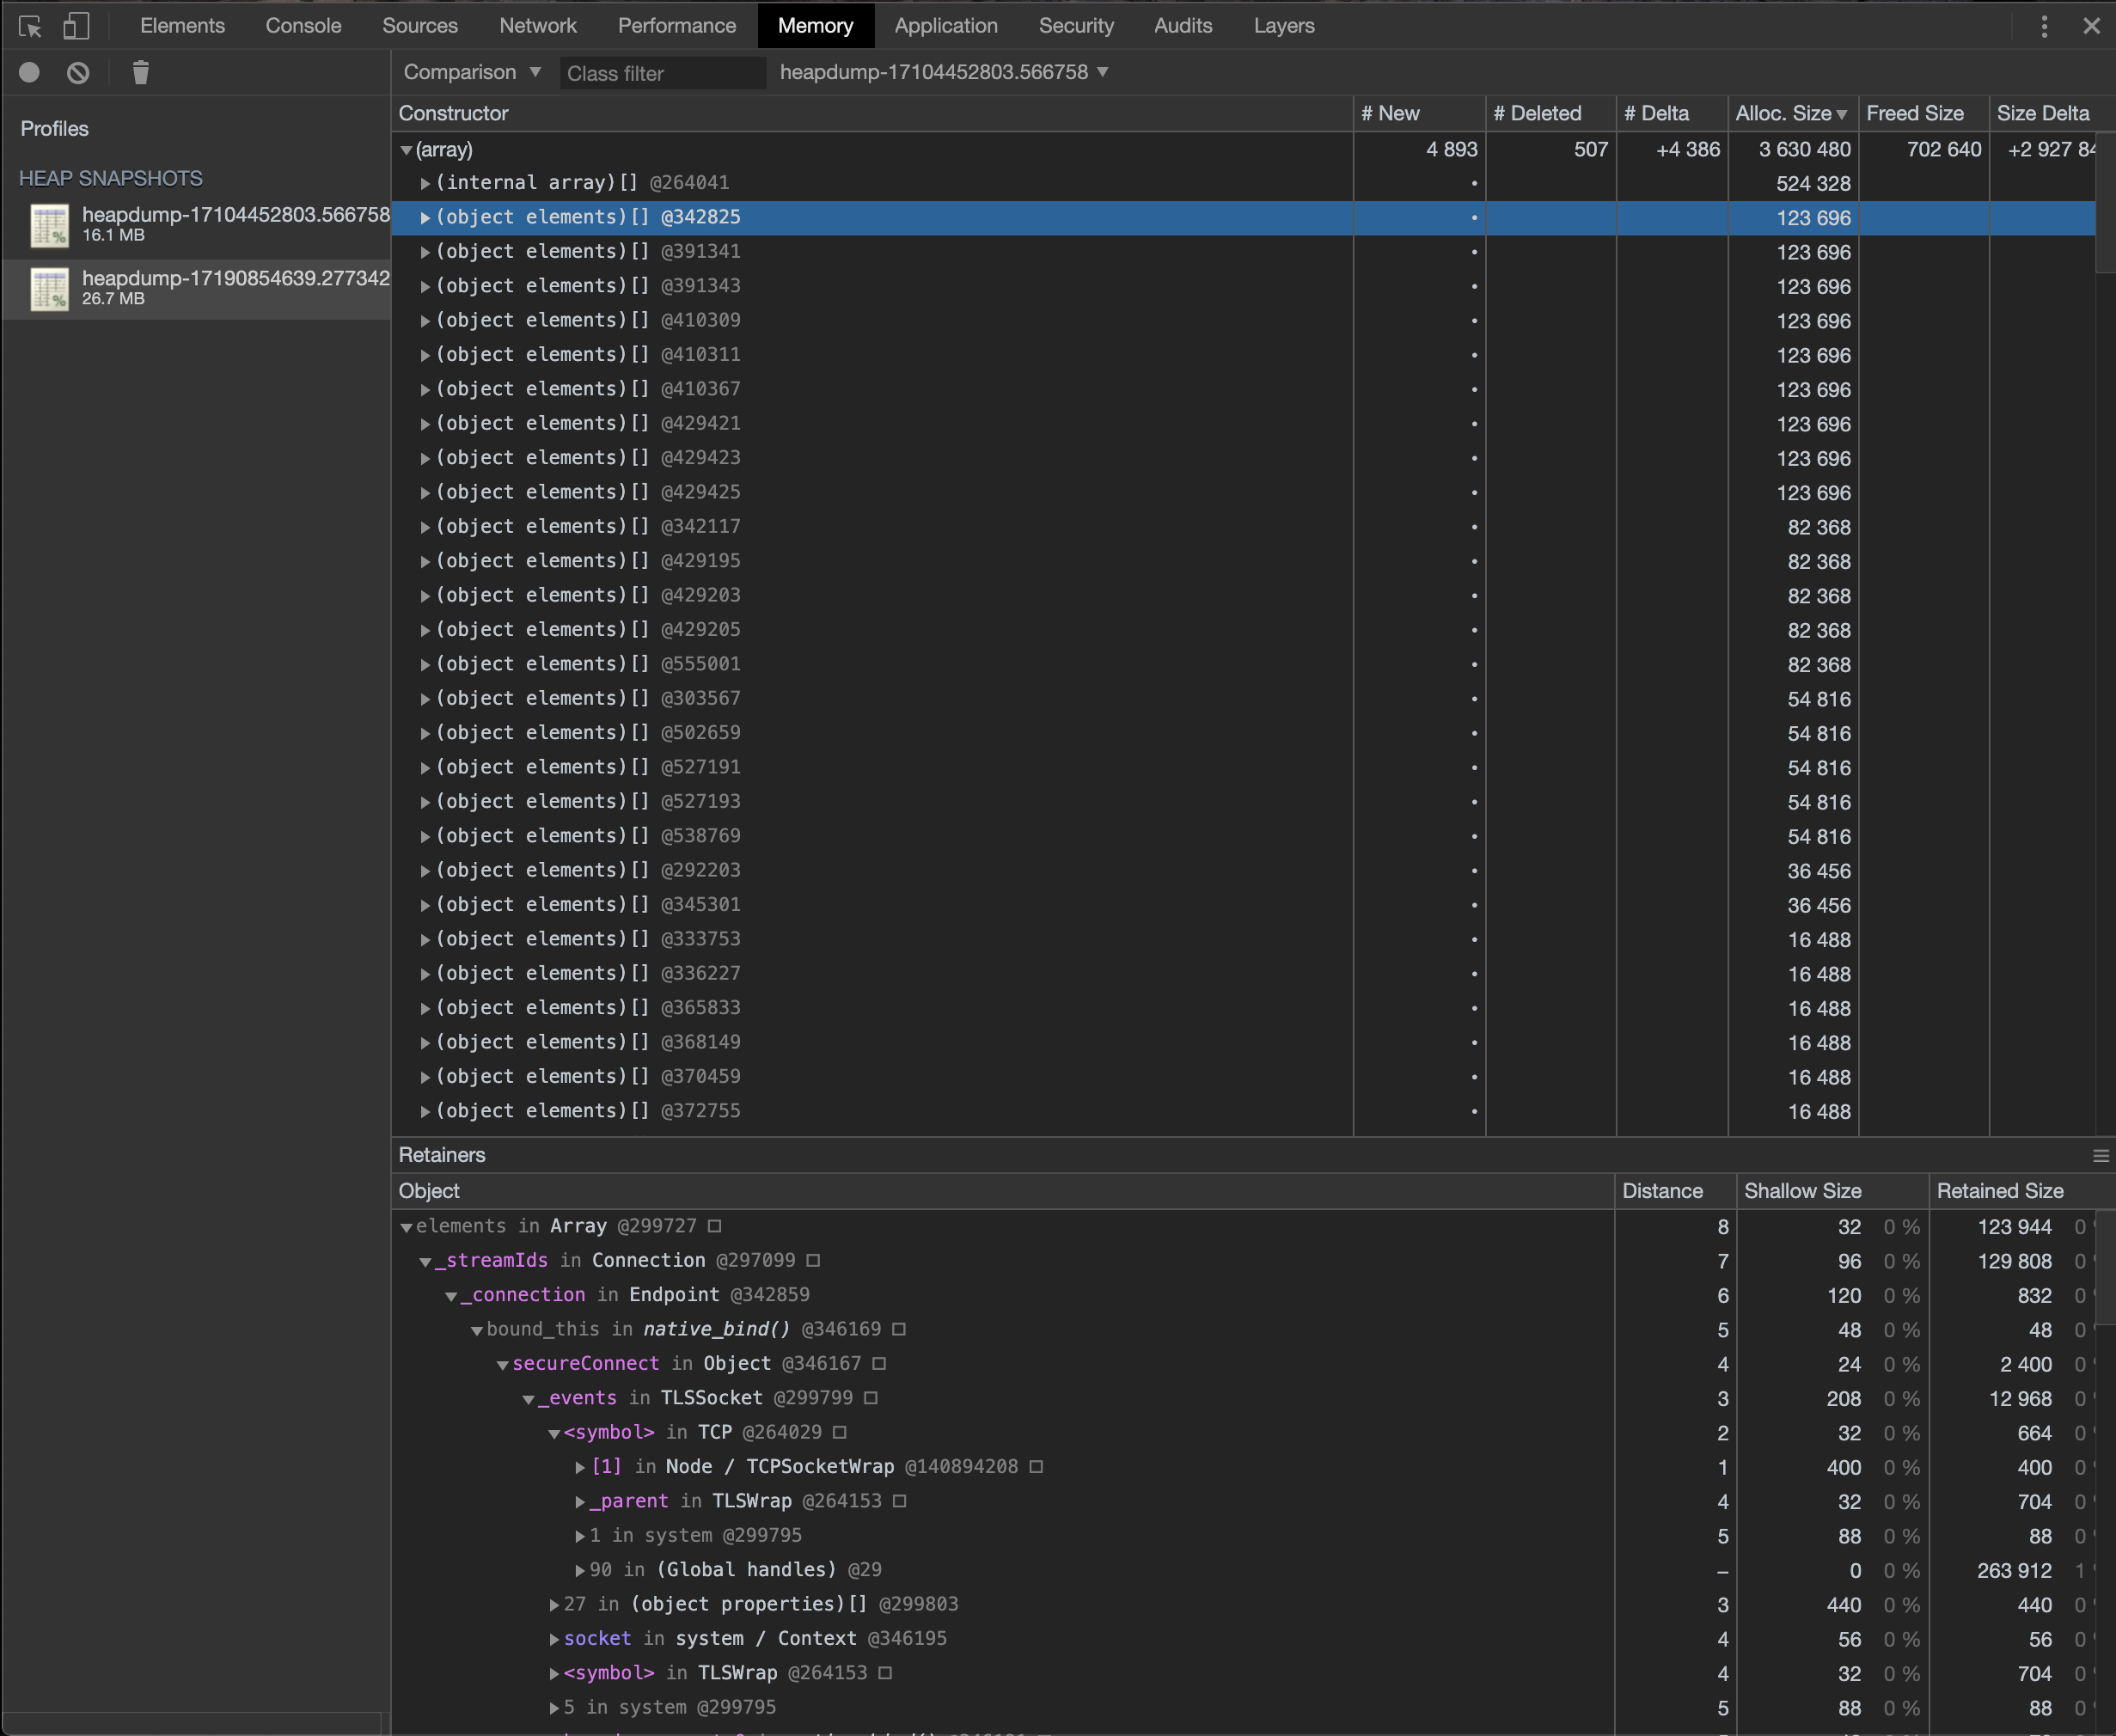 Elements Console Sources Network Performance Memory Application Security Audits Layers
Comparison ▼ Class filter heapdump-17104452803.566758 ▼
Profiles
HEAP SNAPSHOTS
heapdump-17104452803.566758
16.1 MB
heapdump-17190854639.277342
26.7 MB
Constructor # New # Deleted # Delta Alloc. Size ▼ Freed Size Size Delta
▼(array) 4 893 507 +4 386 3 630 480 702 640 +2 927 84
▶(internal array)[] @264041 • 524 328
▶(object elements)[] @342825 • 123 696
▶(object elements)[] @391341 • 123 696
▶(object elements)[] @391343 • 123 696
▶(object elements)[] @410309 • 123 696
▶(object elements)[] @410311 • 123 696
▶(object elements)[] @410367 • 123 696
▶(object elements)[] @429421 • 123 696
▶(object elements)[] @429423 • 123 696
▶(object elements)[] @429425 • 123 696
▶(object elements)[] @342117 • 82 368
▶(object elements)[] @429195 • 82 368
▶(object elements)[] @429203 • 82 368
▶(object elements)[] @429205 • 82 368
▶(object elements)[] @555001 • 82 368
▶(object elements)[] @303567 • 54 816
▶(object elements)[] @502659 • 54 816
▶(object elements)[] @527191 • 54 816
▶(object elements)[] @527193 • 54 816
▶(object elements)[] @538769 • 54 816
▶(object elements)[] @292203 • 36 456
▶(object elements)[] @345301 • 36 456
▶(object elements)[] @333753 • 16 488
▶(object elements)[] @336227 • 16 488
▶(object elements)[] @365833 • 16 488
▶(object elements)[] @368149 • 16 488
▶(object elements)[] @370459 • 16 488
▶(object elements)[] @372755 • 16 488
Retainers
Object Distance Shallow Size Retained Size
▼elements in Array @299727 8 32 0 % 123 944 0
▼_streamIds in Connection @297099 7 96 0 % 129 808 0
▼_connection in Endpoint @342859 6 120 0 % 832 0
▼bound_this in native_bind() @346169 5 48 0 % 48 0
▼secureConnect in Object @346167 4 24 0 % 2 400 0
▼_events in TLSSocket @299799 3 208 0 % 12 968 0
▼<symbol> in TCP @264029 2 32 0 % 664 0
▶[1] in Node / TCPSocketWrap @140894208 1 400 0 % 400 0
▶_parent in TLSWrap @264153 4 32 0 % 704 0
▶1 in system @299795 5 88 0 % 88 0
▶90 in (Global handles) @29 – 0 0 % 263 912 1
▶27 in (object properties)[] @299803 3 440 0 % 440 0
▶socket in system / Context @346195 4 56 0 % 56 0
▶<symbol> in TLSWrap @264153 4 32 0 % 704 0
▶5 in system @299795 5 88 0 % 88 0